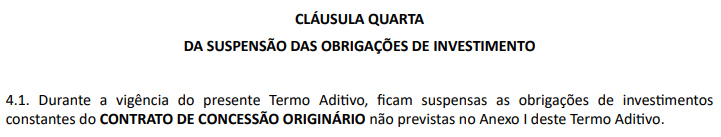 CLÁUSULA QUARTA
DA SUSPENSÃO DAS OBRIGAÇÕES DE INVESTIMENTO
4.1. Durante a vigência do presente Termo Aditivo, ficam suspensas as obrigações de investimentos
constantes do CONTRATO DE CONCESSÃO ORIGINÁRIO não previstas no Anexo I deste Termo Aditivo.